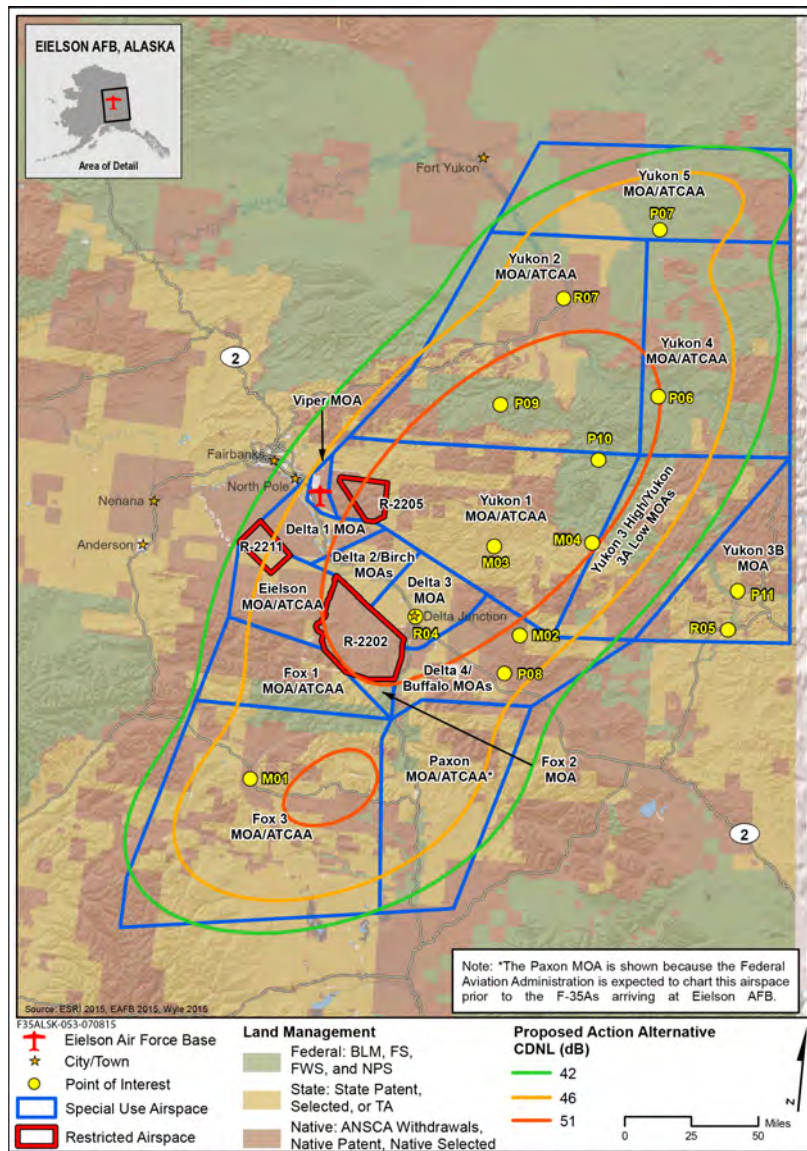 EIELSON AFB, ALASKA
Area of Detail
Fort Yukon
Yukon 5
MOA/ATCAA
P07
Yukon 2
MOA/ATCAA
R07
Yukon 4
MOA/ATCAA
2
Viper MOA
P09
P06
Fairbanks
P10
North Pole
R-2205
Nenana
Yukon 1
MOA/ATCAA
Delta 1 MOA
Anderson
R-2211
M03
M04
Yukon 3 High/Yukon
3A Low MOAs
Delta 2/Birch
MOAs
Yukon 3B
MOA
Eielson
MOA/ATCAA
Delta 3
MOA
P11
Delta Junction
R04
R05
R-2202
M02
Fox 1
MOA/ATCAA
Delta 4/
Buffalo MOAs
P08
Paxon
MOA/ATCAA*
Fox 2
MOA
M01
Fox 3
MOA/ATCAA
2
Note: *The Paxon MOA is shown because the Federal
Aviation Administration is expected to chart this airspace
prior to the F-35As arriving at Eielson AFB.
Source: ESRI 2015, EAFB 2015, Wyle 2015
F35ALSK-053-070815
Eielson Air Force Base
City/Town
Point of Interest
Special Use Airspace
Restricted Airspace
Land Management
Federal: BLM, FS,
FWS, and NPS
State: State Patent,
Selected, or TA
Native: ANSCA Withdrawals,
Native Patent, Native Selected
Proposed Action Alternative
CDNL (dB)
42
46
51
N
Miles
0 25 50